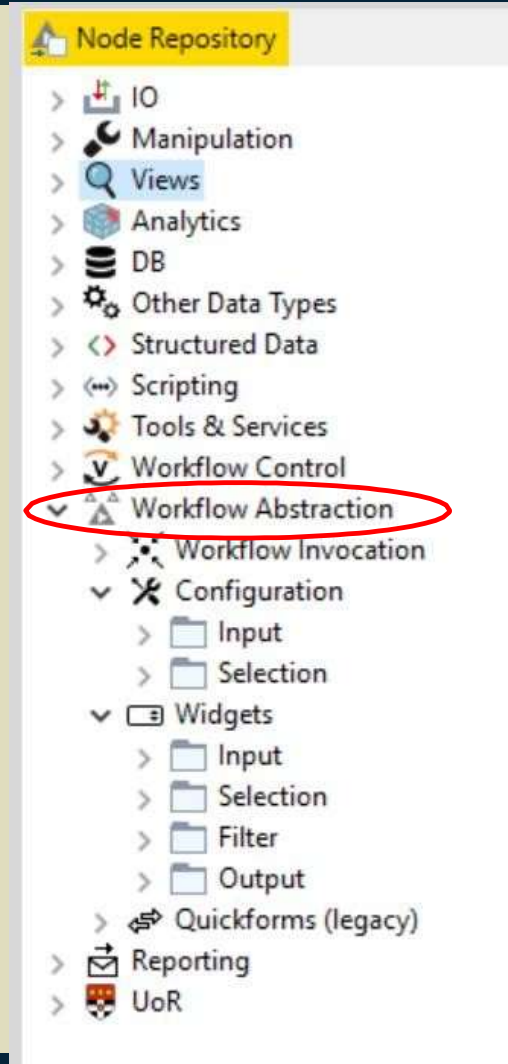 Node Repository
IO
Manipulation
Views
Analytics
DB
Other Data Types
Structured Data
Scripting
Tools & Services
Workflow Control
Workflow Abstraction
Workflow Invocation
Configuration
Input
Selection
Widgets
Input
Selection
Filter
Output
Quickforms (legacy)
Reporting
UoR